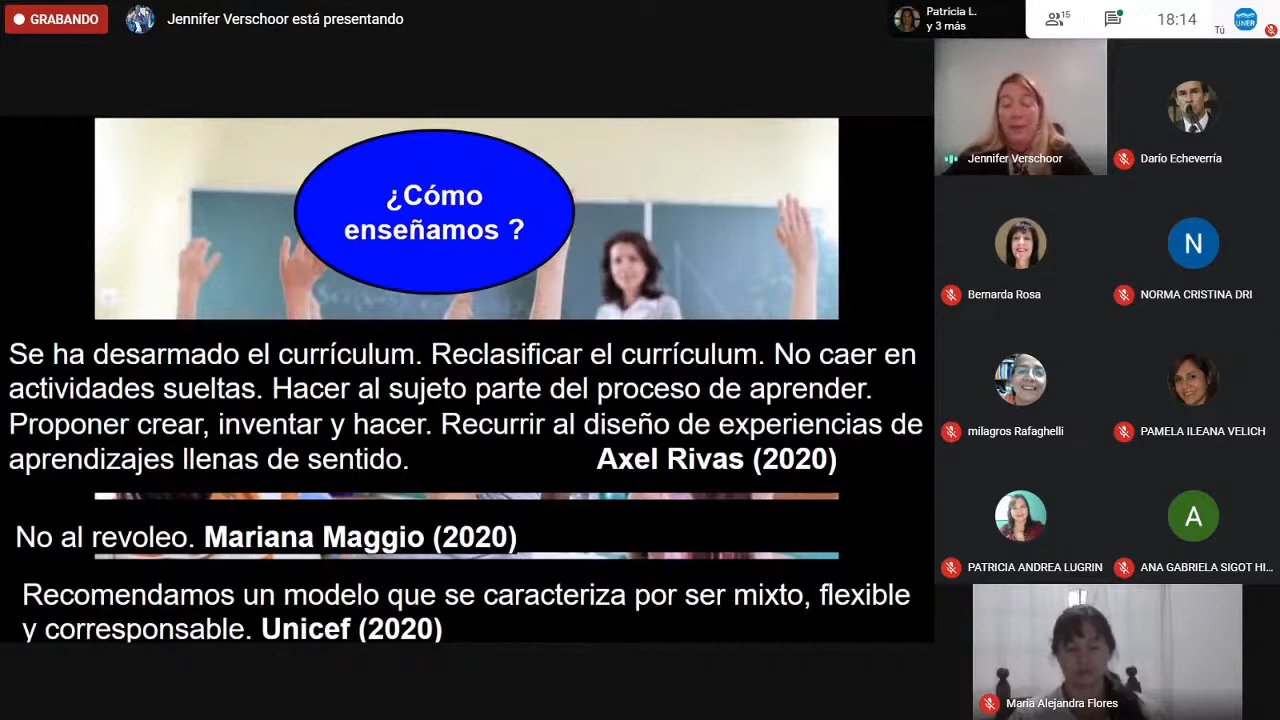 GRABANDO
Jennifer Verschoor está presentando
Patricia L.
y 3 más
15
18:14
Tú
UNER
¿Cómo
enseñamos ?
Se ha desarmado el currículum. Reclasificar el currículum. No caer en
actividades sueltas. Hacer al sujeto parte del proceso de aprender.
Proponer crear, inventar y hacer. Recurrir al diseño de experiencias de
aprendizajes llenas de sentido. Axel Rivas (2020)
No al revoleo. Mariana Maggio (2020)
Recomendamos un modelo que se caracteriza por ser mixto, flexible
y corresponsable. Unicef (2020)
Jennifer Verschoor
Darío Echeverría
Bernarda Rosa
N
NORMA CRISTINA DRI
milagros Rafaghelli
PAMELA ILEANA VELICH
PATRICIA ANDREA LUGRIN
A
ANA GABRIELA SIGOT HI...
María Alejandra Flores